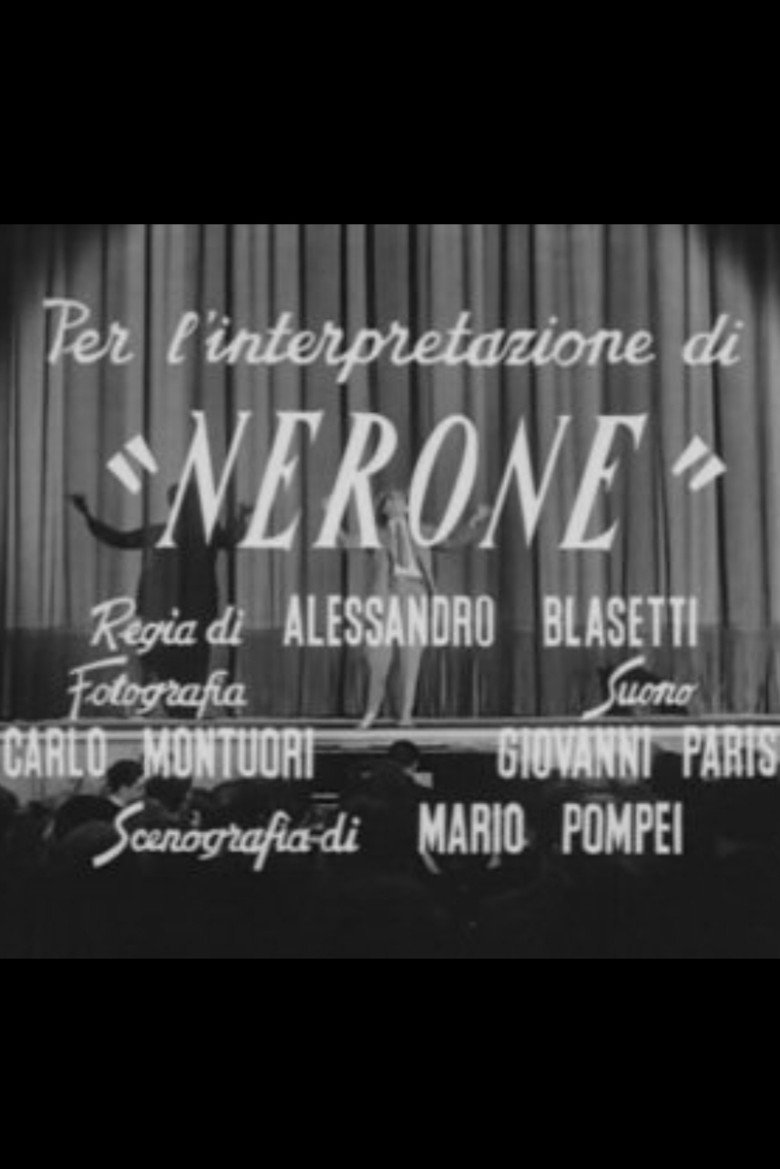 Per l'interpretazione di
"NERONE"
Regia di ALESSANDRO BLASETTI
Fotografia Suono
CARLO MONTUORI GIOVANNI PARIS
Scenografia di MARIO POMPEI